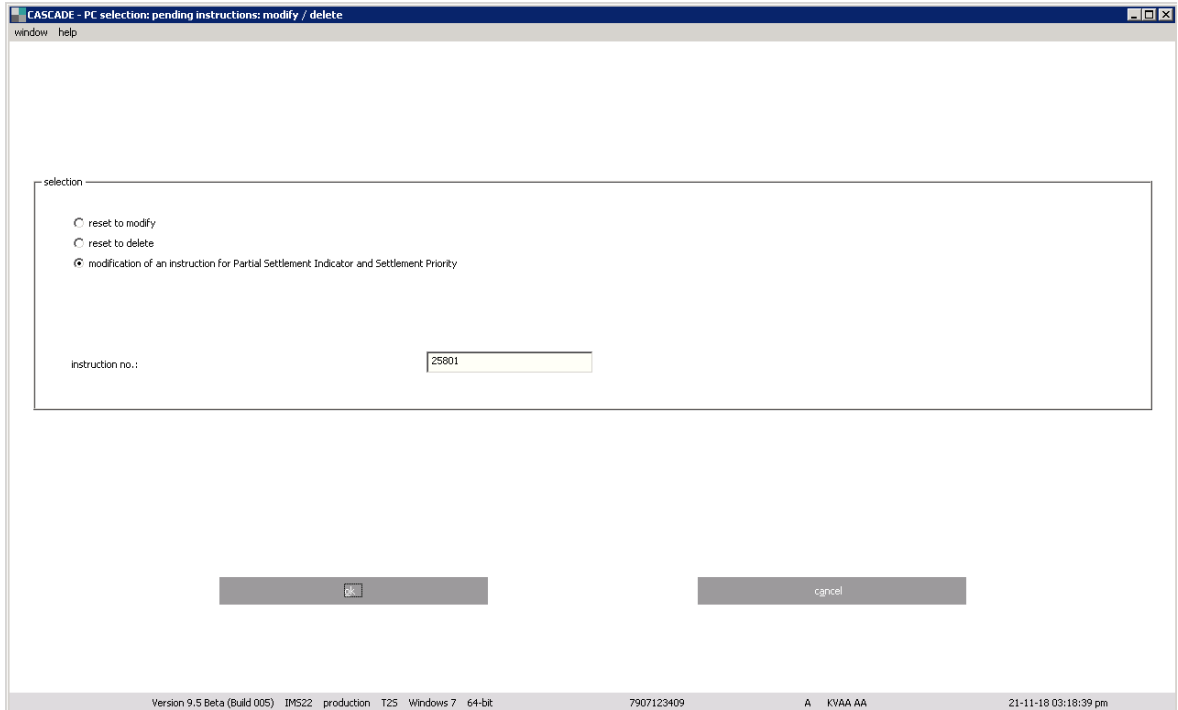 CASCADE - PC selection: pending instructions: modify / delete
window help
selection
reset to modify
reset to delete
modification of an instruction for Partial Settlement Indicator and Settlement Priority
instruction no.: 25801
ok cancel
Version 9.5 Beta (Build 005) IMS22 production T2S Windows 7 64-bit 7907123409 A KVAA AA 21-11-18 03:18:39 pm